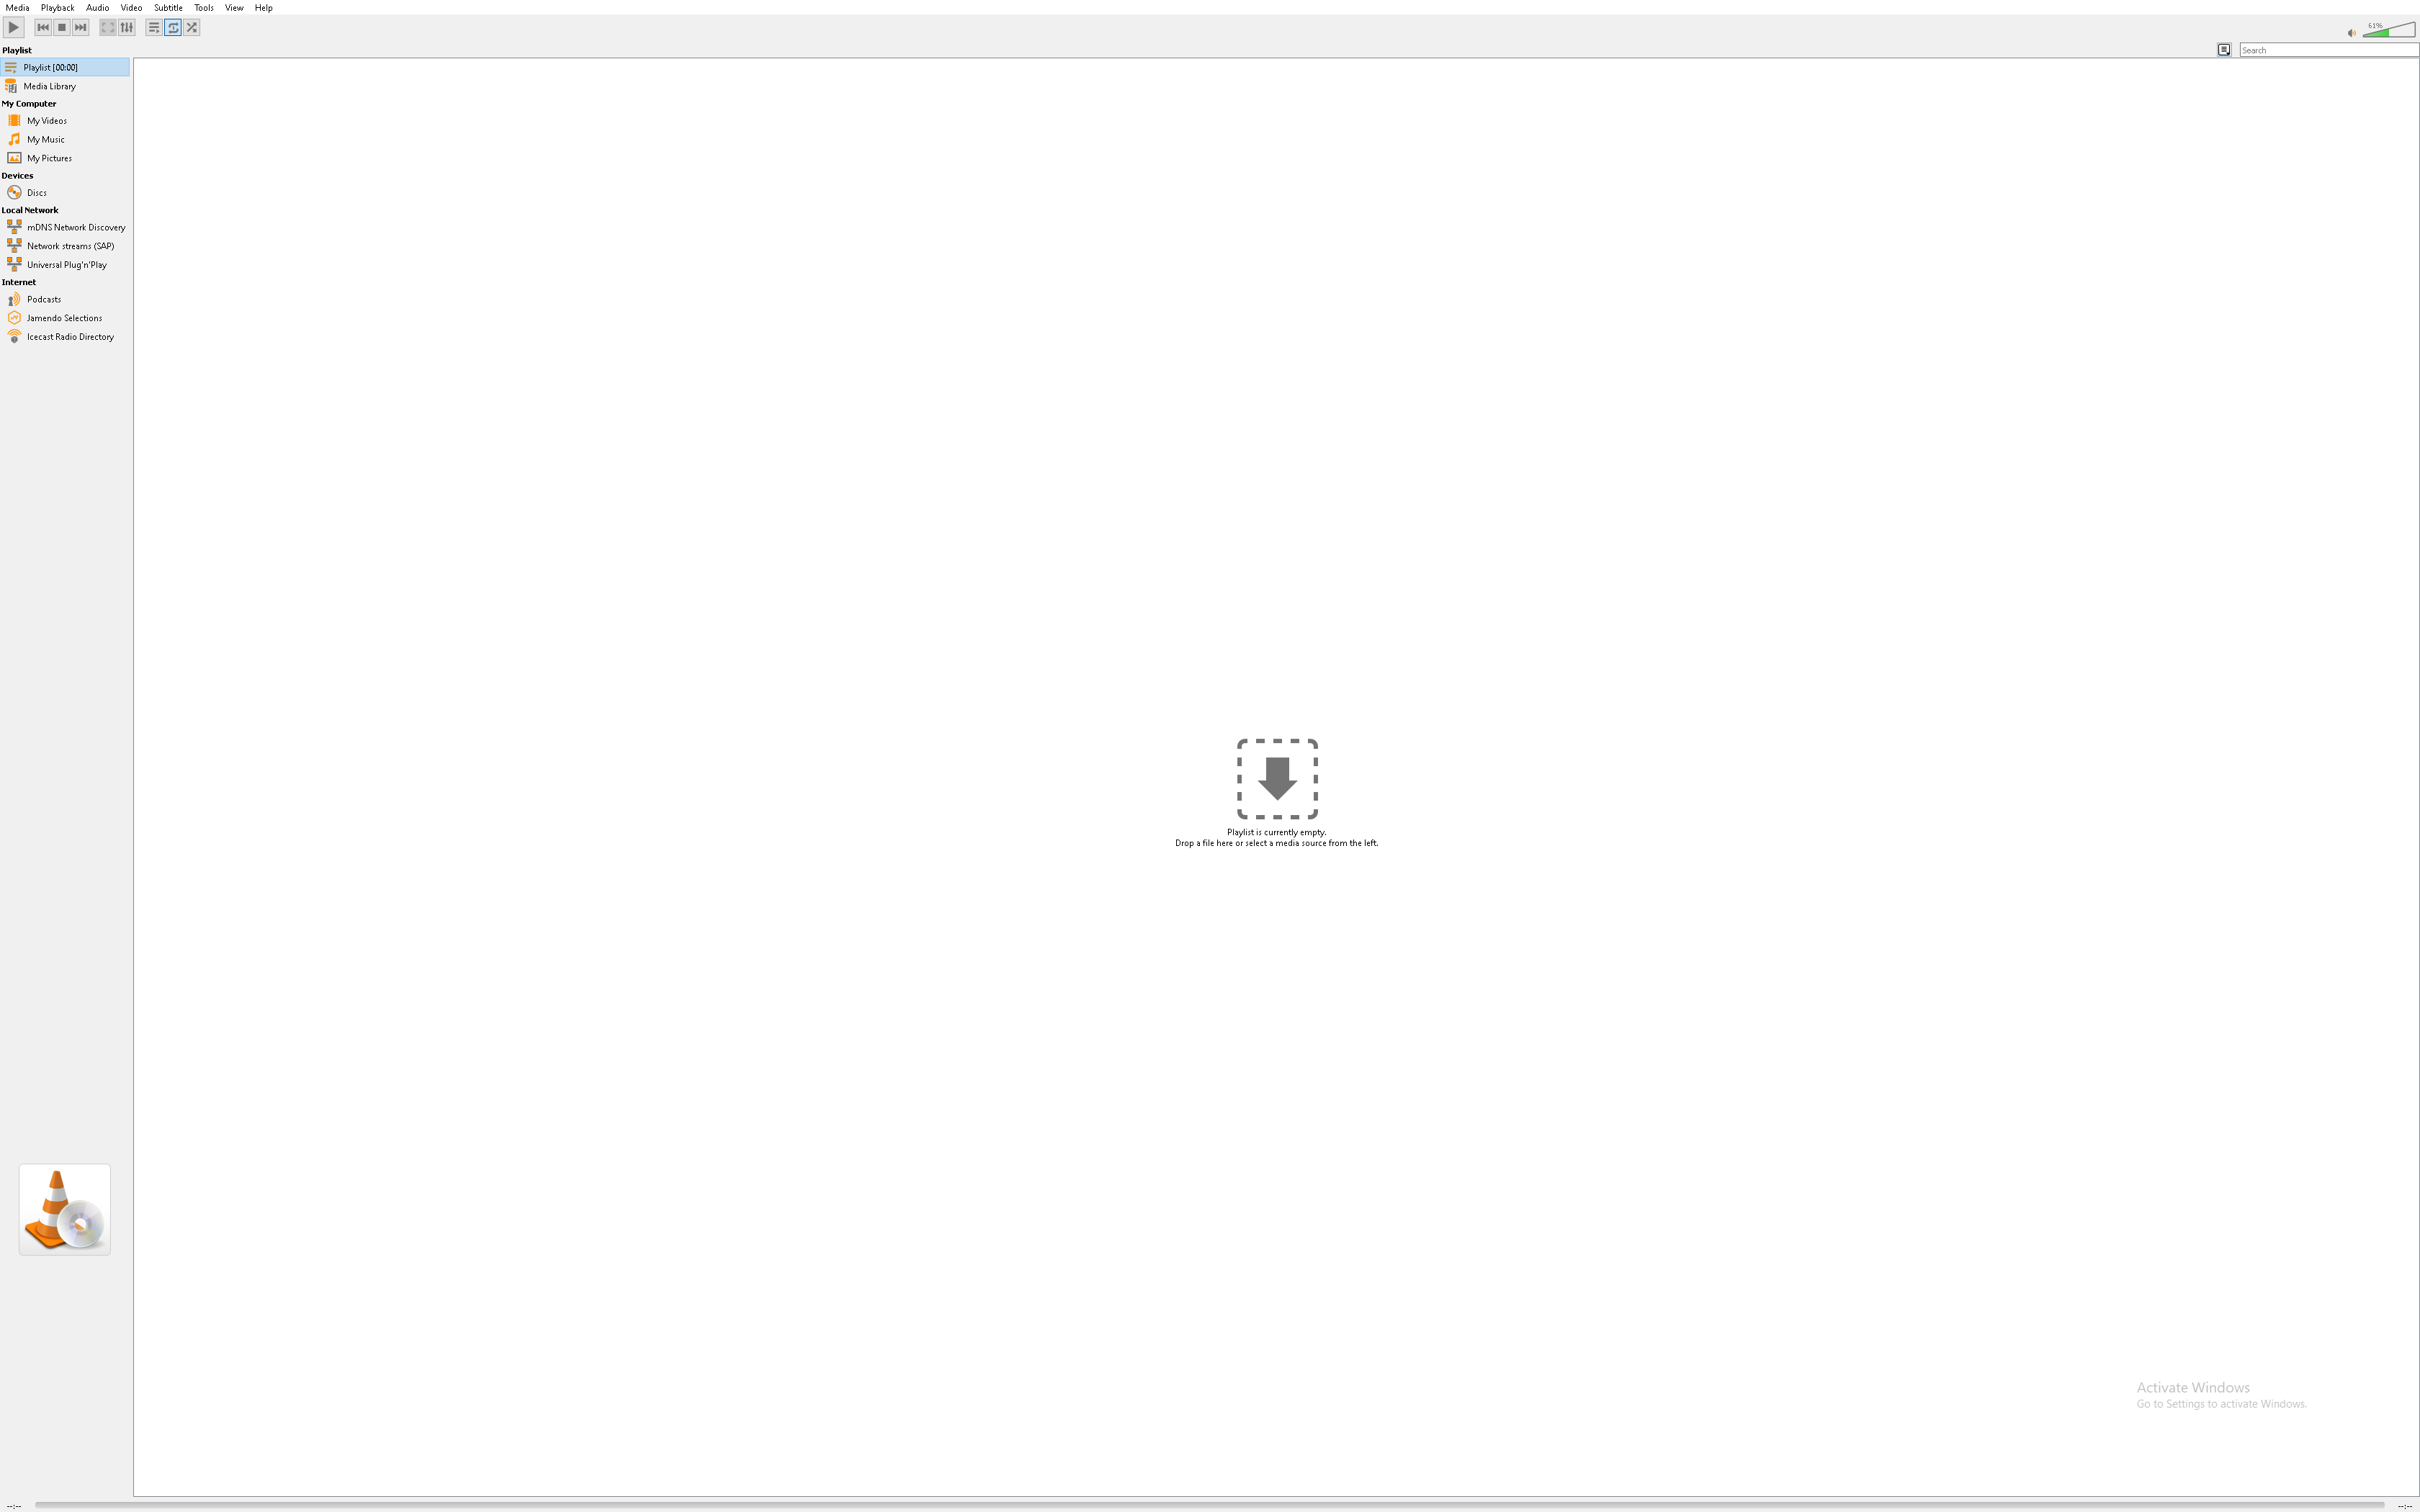 Media Playback Audio Video Subtitle Tools View Help
61%
Playlist
Search
Playlist [00:00]
Media Library
My Computer
My Videos
My Music
My Pictures
Devices
Discs
Local Network
mDNS Network Discovery
Network streams (SAP)
Universal Plug'n'Play
Internet
Podcasts
Jamendo Selections
Icecast Radio Directory
Playlist is currently empty.
Drop a file here or select a media source from the left.
Activate Windows
Go to Settings to activate Windows.
--:-- --:--